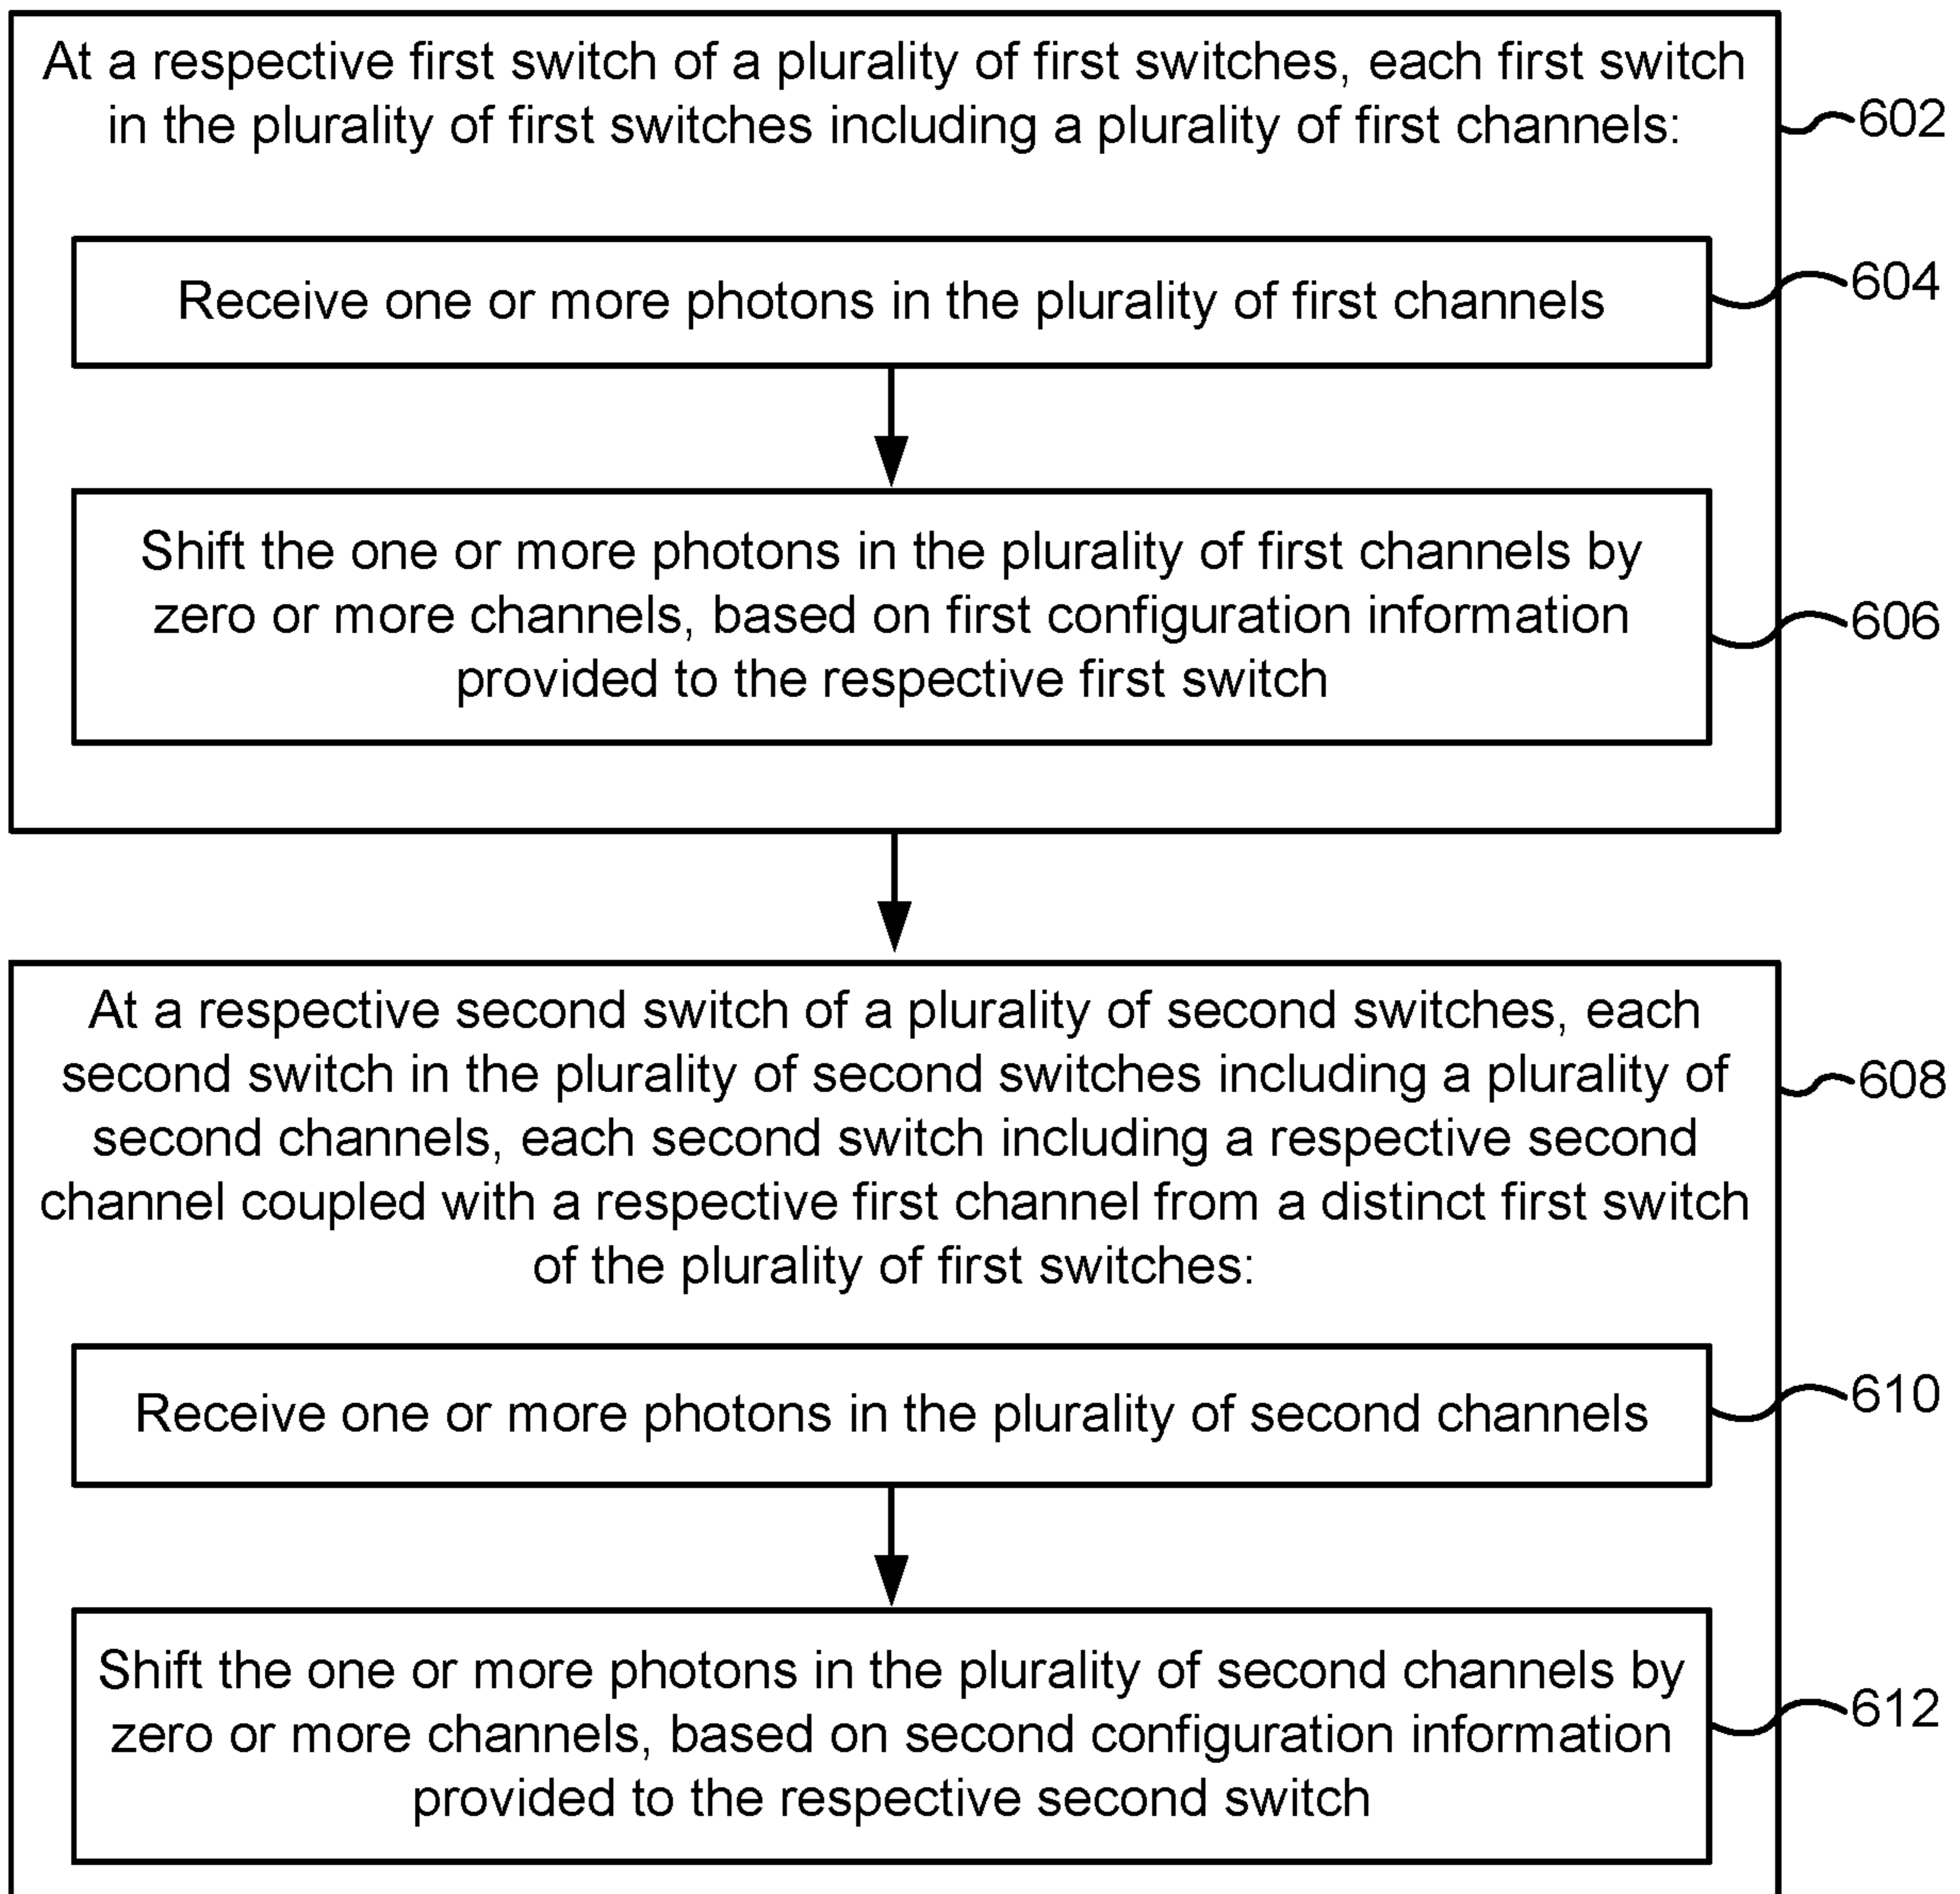 At a respective first switch of a plurality of first switches, each first switch
in the plurality of first switches including a plurality of first channels:
602
Receive one or more photons in the plurality of first channels
604
Shift the one or more photons in the plurality of first channels by
zero or more channels, based on first configuration information
provided to the respective first switch
606
At a respective second switch of a plurality of second switches, each
second switch in the plurality of second switches including a plurality of
second channels, each second switch including a respective second
channel coupled with a respective first channel from a distinct first switch
of the plurality of first switches:
608
Receive one or more photons in the plurality of second channels
610
Shift the one or more photons in the plurality of second channels by
zero or more channels, based on second configuration information
provided to the respective second switch
612